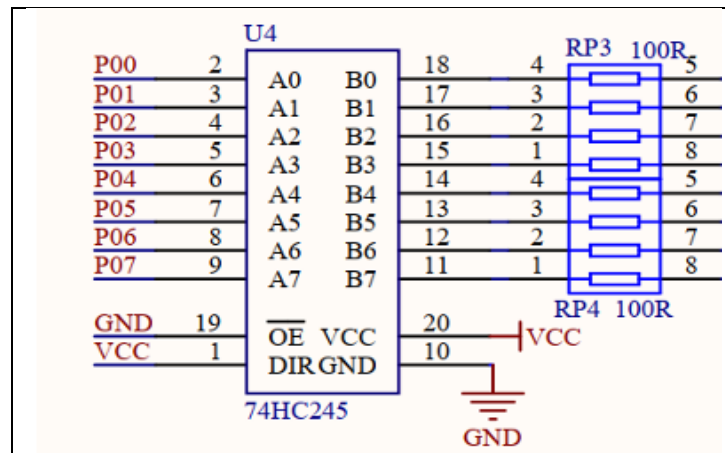 U4
RP3 100R
P00 2 A0 B0 18 4 5
P01 3 A1 B1 17 3 6
P02 4 A2 B2 16 2 7
P03 5 A3 B3 15 1 8
P04 6 A4 B4 14 4 5
P05 7 A5 B5 13 3 6
P06 8 A6 B6 12 2 7
P07 9 A7 B7 11 1 8
RP4 100R
GND 19 OE VCC 20 VCC
VCC 1 DIR GND 10
74HC245
GND